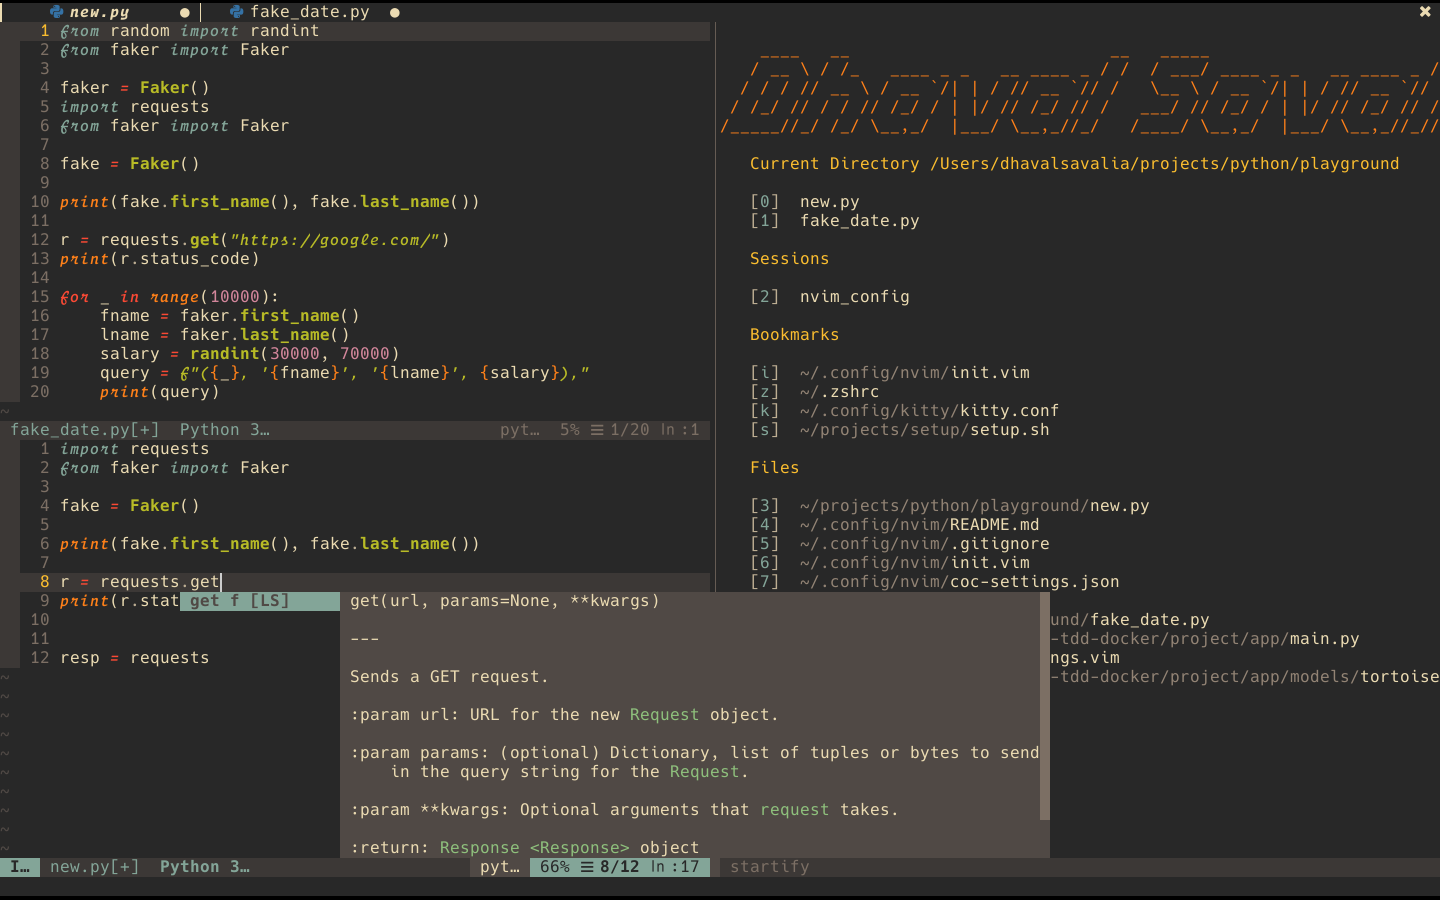 new.py ● fake_date.py ● ✖
1 from random import randint
2 from faker import Faker
3
4 faker = Faker()
5 import requests
6 from faker import Faker
7
8 fake = Faker()
9
10 print(fake.first_name(), fake.last_name())
11
12 r = requests.get("https://google.com/")
13 print(r.status_code)
14
15 for _ in range(10000):
16     fname = faker.first_name()
17     lname = faker.last_name()
18     salary = randint(30000, 70000)
19     query = f"({_}, '{fname}', '{lname}', {salary}),"
20     print(query)
~
fake_date.py[+] Python 3… pyt… 5% ☰ 1/20 ln :1
1 import requests
2 from faker import Faker
3
4 fake = Faker()
5
6 print(fake.first_name(), fake.last_name())
7
8 r = requests.get
9 print(r.stat
10
11
12 resp = requests
~
~
~
~
~
~
~
~
~
~
get f [LS]
get(url, params=None, **kwargs)
---
Sends a GET request.
:param url: URL for the new Request object.
:param params: (optional) Dictionary, list of tuples or bytes to send
in the query string for the Request.
:param **kwargs: Optional arguments that request takes.
:return: Response <Response> object
I… new.py[+] Python 3… pyt… 66% ☰ 8/12 ln :17
Dhaval Saval
Current Directory /Users/dhavalsavalia/projects/python/playground
[0] new.py
[1] fake_date.py
Sessions
[2] nvim_config
Bookmarks
[i] ~/.config/nvim/init.vim
[z] ~/.zshrc
[k] ~/.config/kitty/kitty.conf
[s] ~/projects/setup/setup.sh
Files
[3] ~/projects/python/playground/new.py
[4] ~/.config/nvim/README.md
[5] ~/.config/nvim/.gitignore
[6] ~/.config/nvim/init.vim
[7] ~/.config/nvim/coc-settings.json
und/fake_date.py
-tdd-docker/project/app/main.py
ngs.vim
-tdd-docker/project/app/models/tortoise
startify